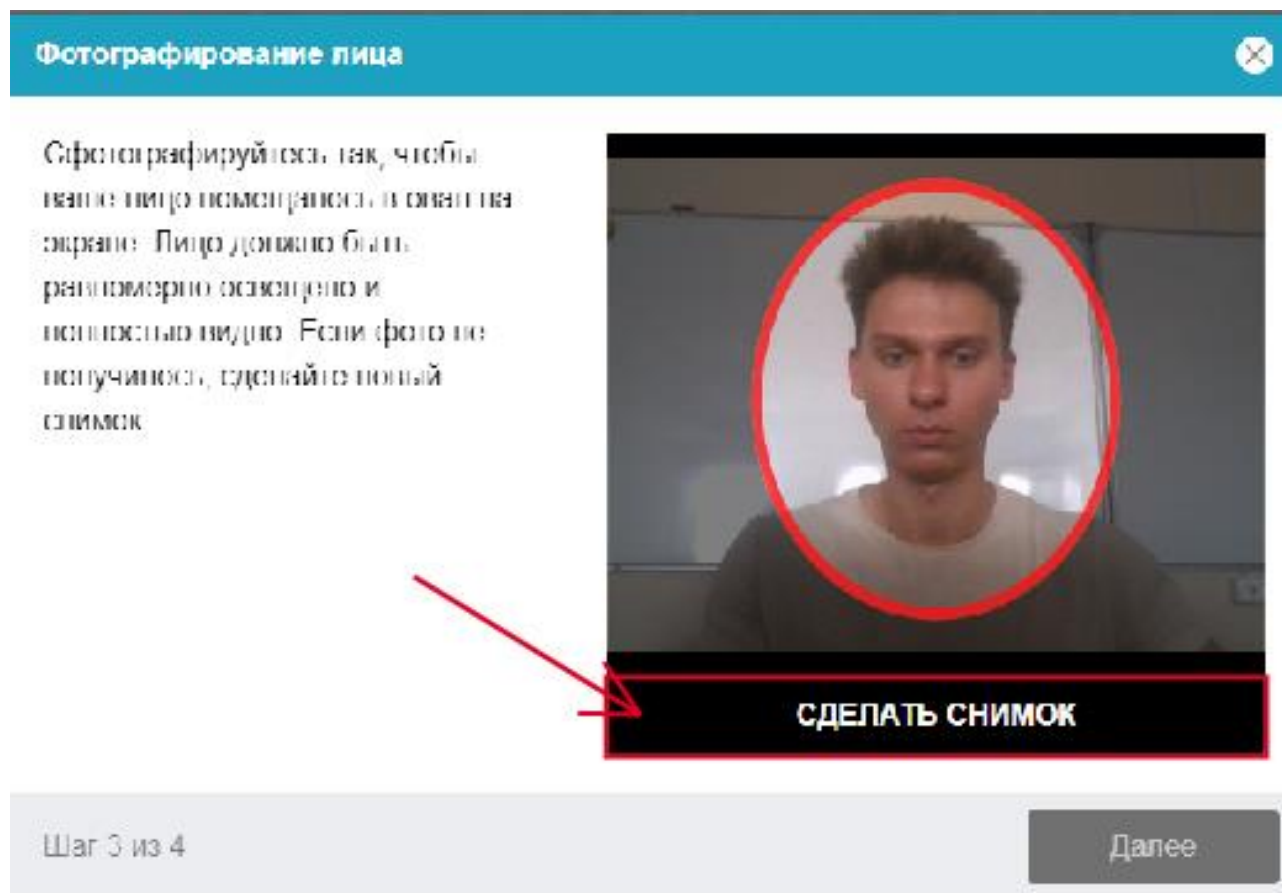 Фотографирование лица
Сфотографируйтесь так, чтобы
ваше лицо помещалось в овал на
экране. Лицо должно быть
равномерно освещено и
полностью видно. Если фото не
получилось, сделайте новый
снимок
СДЕЛАТЬ СНИМОК
Шаг 3 из 4
Далее